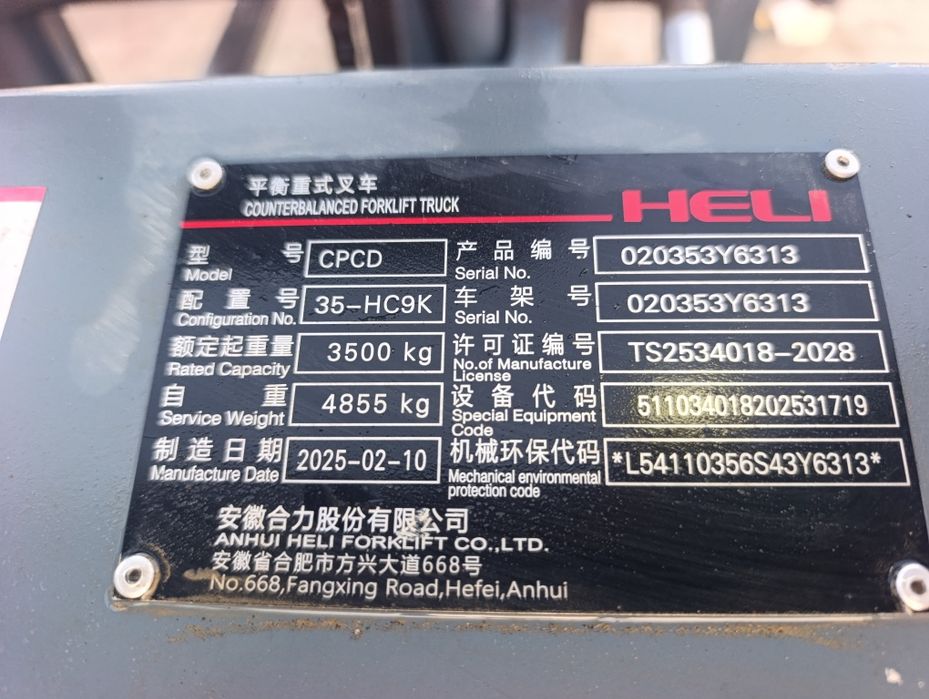 平衡重式叉车
COUNTERBALANCED FORKLIFT TRUCK
HELI
型 号 CPCD 产品编号 020353Y6313
Model Serial No.
配置号 35-HC9K 车架号 020353Y6313
Configuration No. Serial No.
额定起重量 3500 kg 许可证编号 TS2534018-2028
Rated Capacity No.of Manufacture License
自 重 4855 kg 设备代码 511034018202531719
Service Weight Special Equipment Code
制造日期 2025-02-10 机械环保代码 *L54110356S43Y6313*
Manufacture Date Mechanical environmental protection code
安徽合力股份有限公司
ANHUI HELI FORKLIFT CO.,LTD.
安徽省合肥市方兴大道668号
No.668,Fangxing Road,Hefei,Anhui